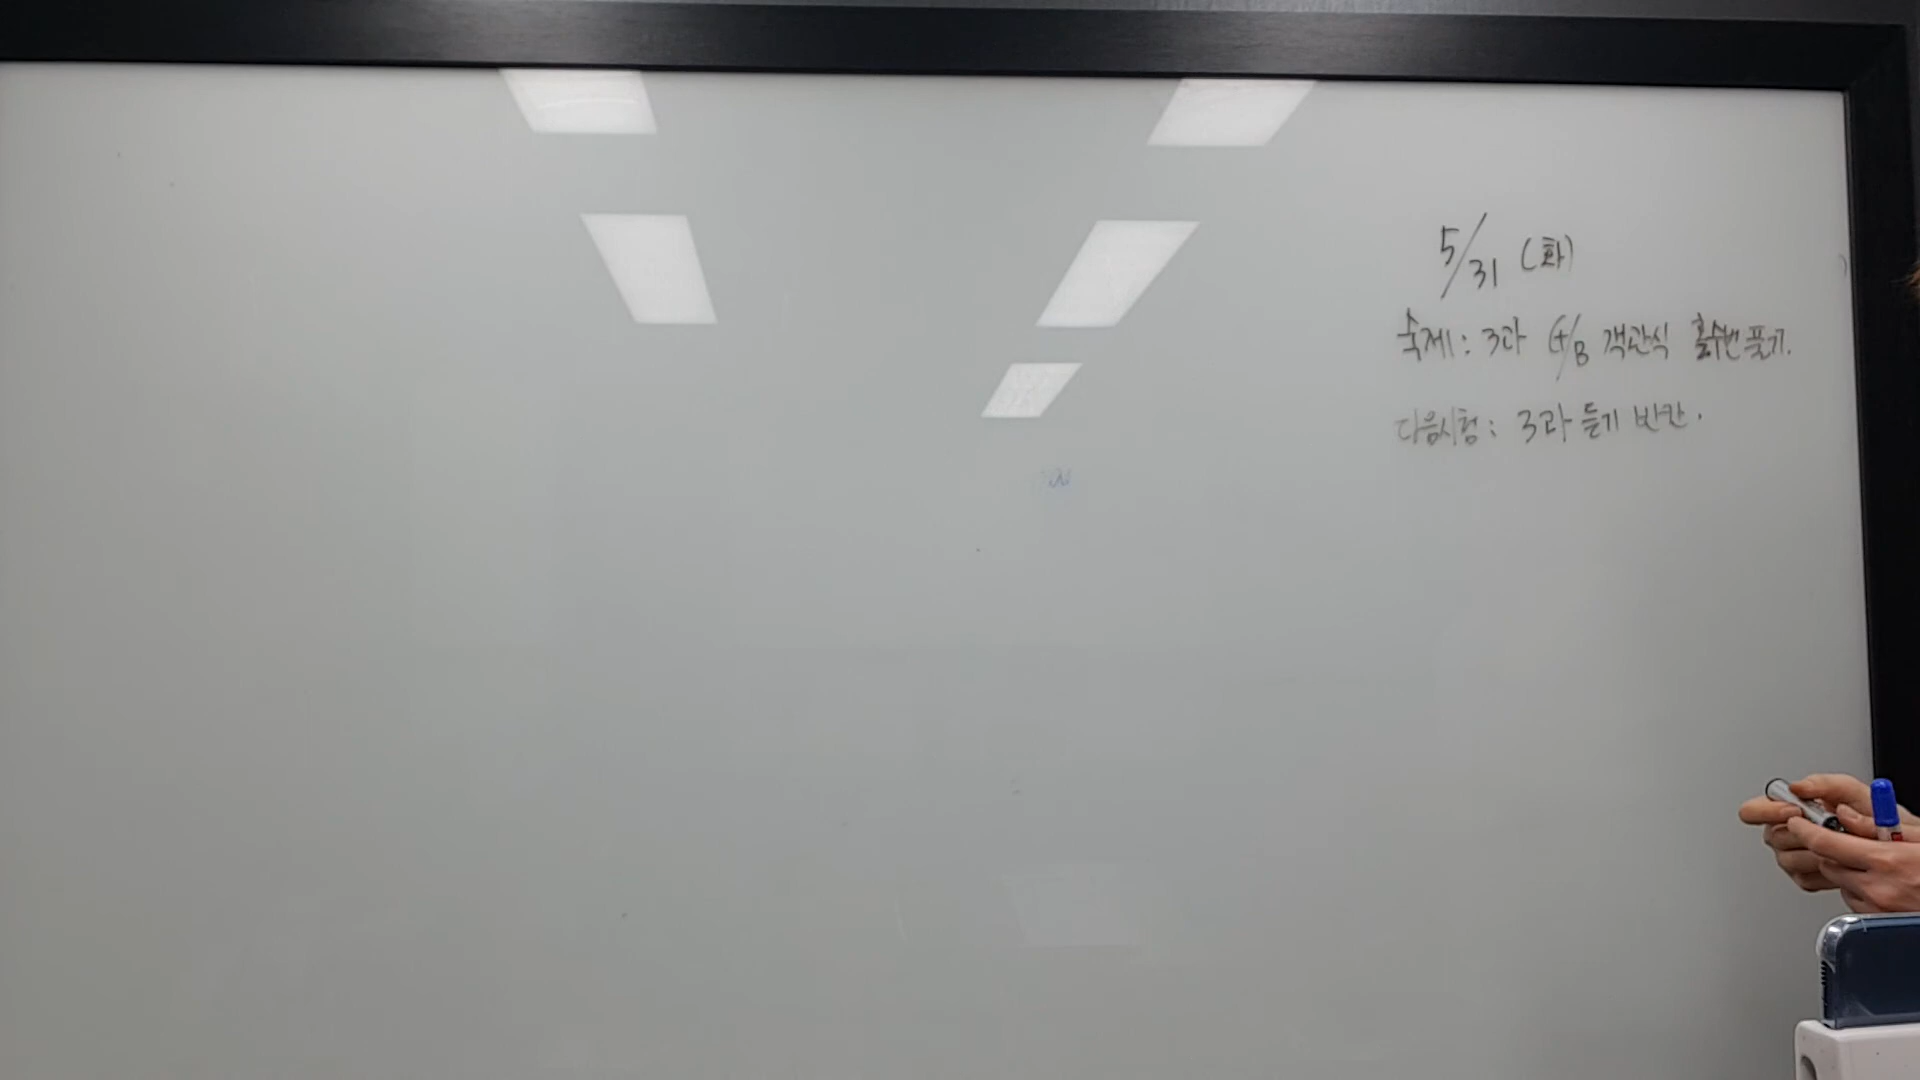 5/31 (화)
숙제: 3과 G/B 객관식 홀수번 풀기.
다음시험: 3과 듣기 빈칸.